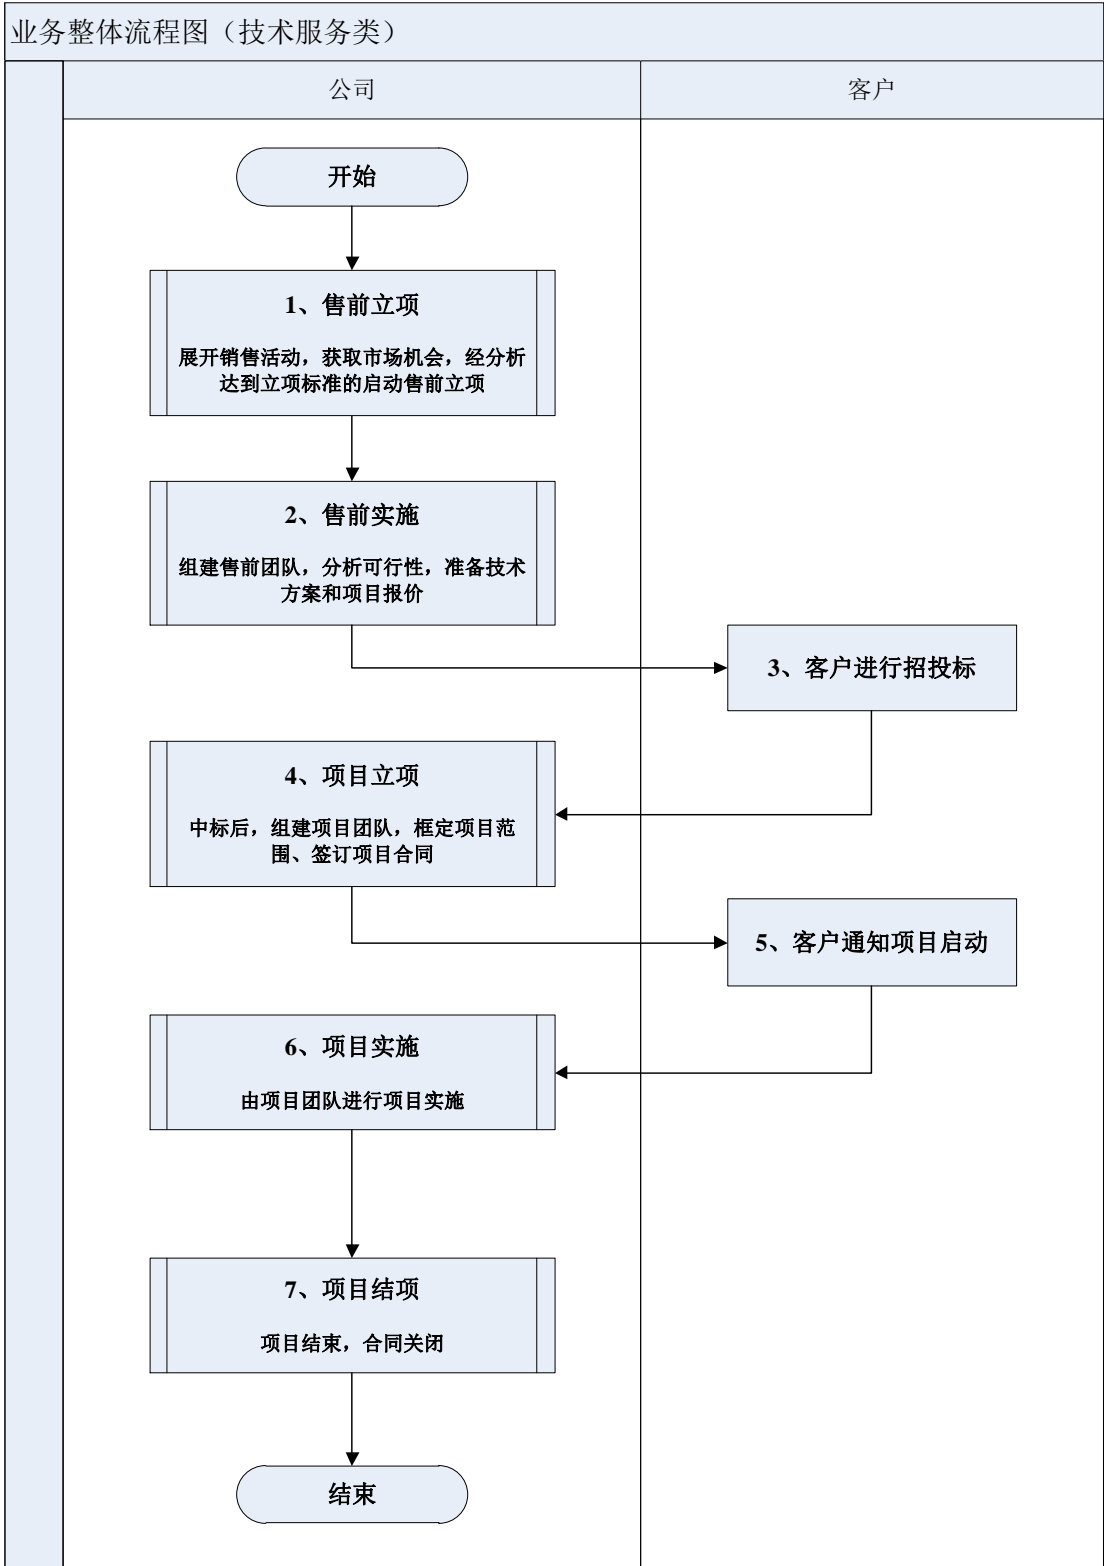 业务整体流程图（技术服务类）
公司
客户
开始
1、售前立项
展开销售活动，获取市场机会，经分析
达到立项标准的启动售前立项
2、售前实施
组建售前团队，分析可行性，准备技术
方案和项目报价
3、客户进行招投标
4、项目立项
中标后，组建项目团队，框定项目范
围、签订项目合同
5、客户通知项目启动
6、项目实施
由项目团队进行项目实施
7、项目结项
项目结束，合同关闭
结束